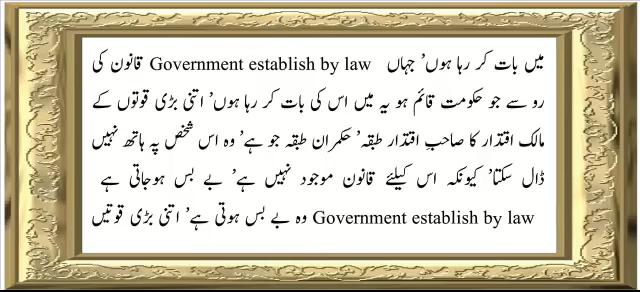 میں بات کر رہا ہوں’ جہاں Government establish by law قانون کی
رو سے جو حکومت قائم ہو یہ میں اس کی بات کر رہا ہوں’ اتنی بڑی قوتوں کے
مالک اقتدار کا صاحبِ اقتدار طبقہ’ حکمران طبقہ جو ہے’ وہ اس شخص پہ ہاتھ نہیں
ڈال سکتا’ کیونکہ اس کیلئے قانون موجود نہیں ہے’ بے بس ہوجاتی ہے
Government establish by law وہ بے بس ہوتی ہے’ اتنی بڑی قوتیں